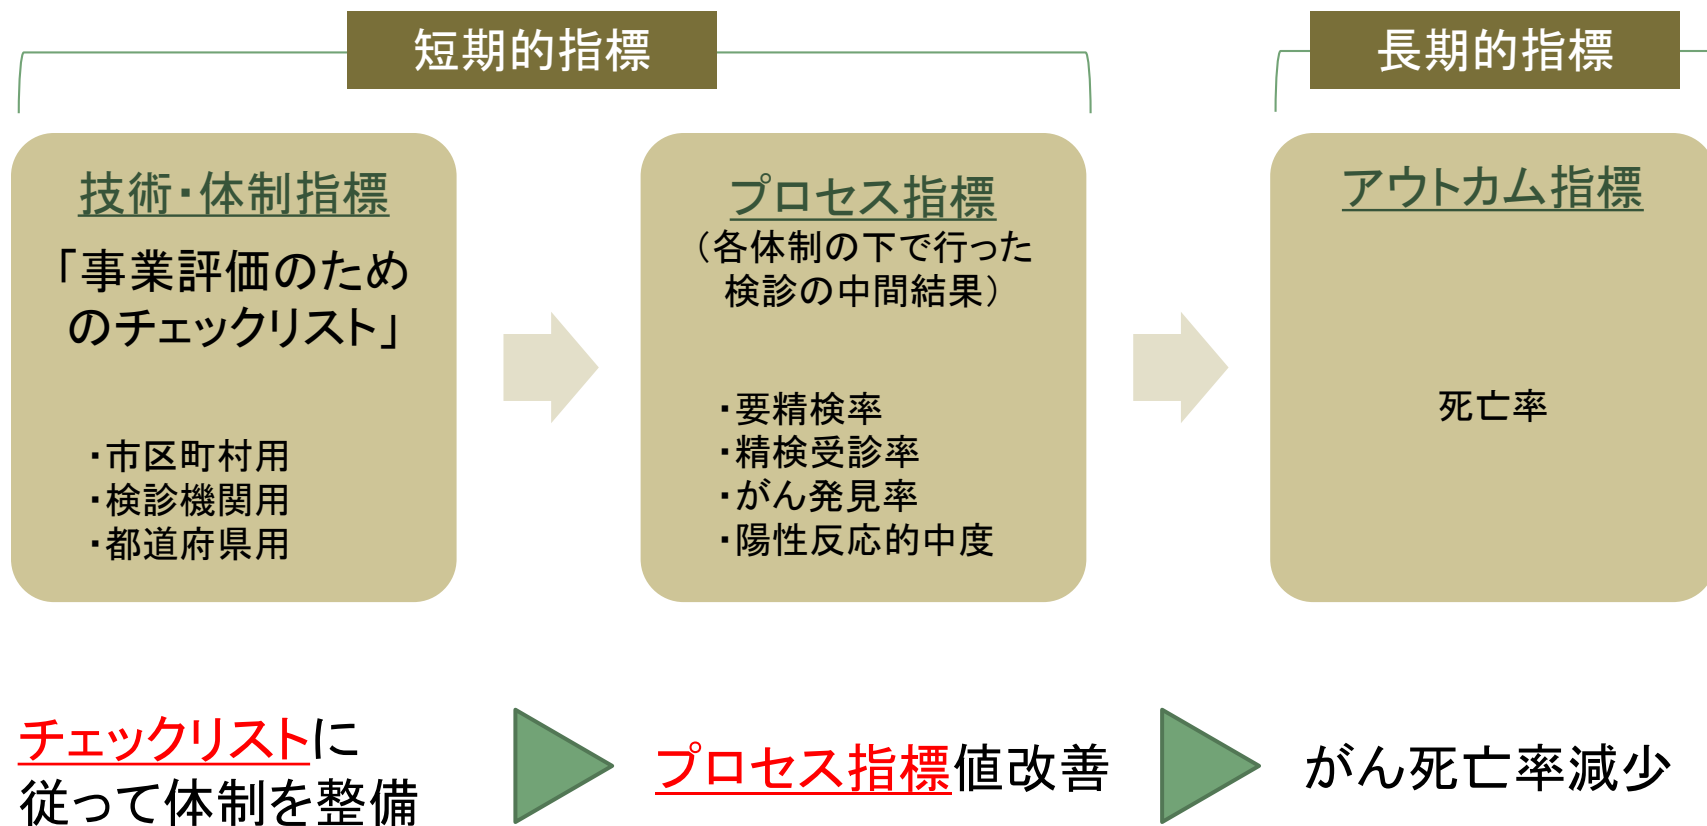 短期的指標
長期的指標
技術・体制指標
「事業評価のため
のチェックリスト」
・市区町村用
・検診機関用
・都道府県用
プロセス指標
（各体制の下で行った
検診の中間結果）
・要精検率
・精検受診率
・がん発見率
・陽性反応的中度
アウトカム指標
死亡率
チェックリストに
従って体制を整備
プロセス指標値改善
がん死亡率減少